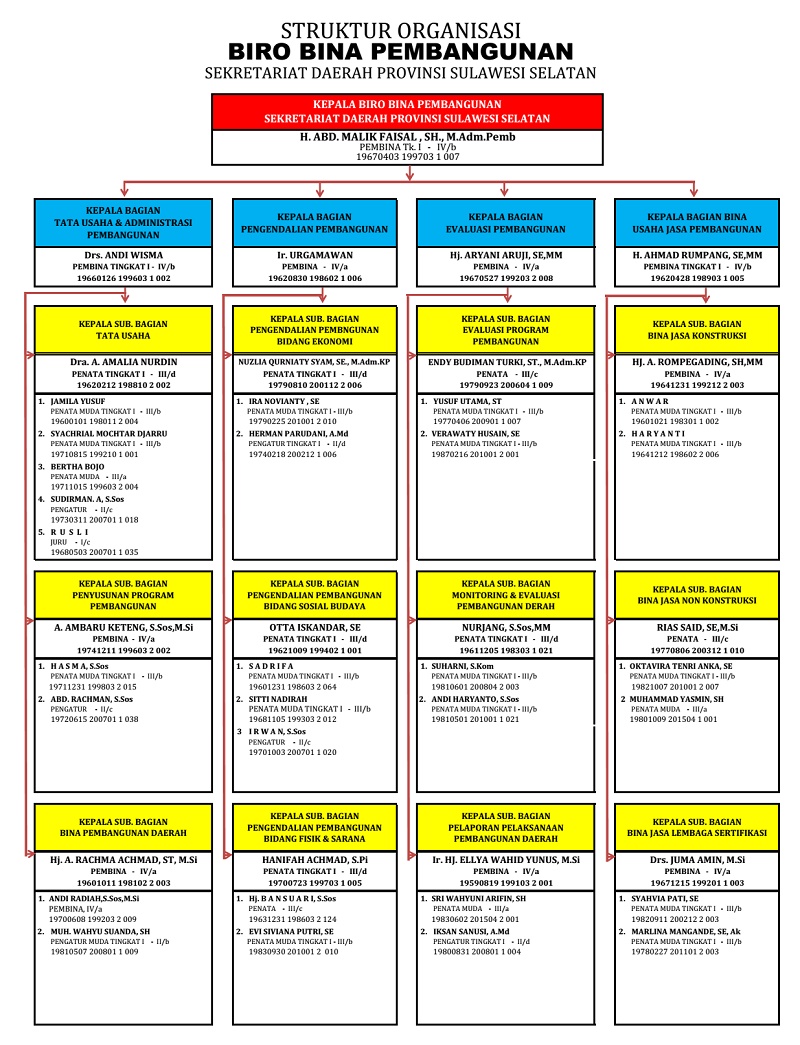 STRUKTUR ORGANISASI
BIRO BINA PEMBANGUNAN
SEKRETARIAT DAERAH PROVINSI SULAWESI SELATAN
KEPALA BIRO BINA PEMBANGUNAN
SEKRETARIAT DAERAH PROVINSI SULAWESI SELATAN
H. ABD. MALIK FAISAL , SH., M.Adm.Pemb
PEMBINA Tk. I - IV/b
19670403 199703 1 007
KEPALA BAGIAN
TATA USAHA & ADMINISTRASI
PEMBANGUNAN
Drs. ANDI WISMA
PEMBINA TINGKAT I - IV/b
19660126 199603 1 002
KEPALA BAGIAN
PENGENDALIAN PEMBANGUNAN
Ir. URGAMAWAN
PEMBINA - IV/a
19620830 198602 1 006
KEPALA BAGIAN
EVALUASI PEMBANGUNAN
Hj. ARYANI ARUJI, SE,MM
PEMBINA - IV/a
19670527 199203 2 008
KEPALA BAGIAN BINA
USAHA JASA PEMBANGUNAN
H. AHMAD RUMPANG, SE,MM
PEMBINA TINGKAT I - IV/b
19620428 198903 1 005
KEPALA SUB. BAGIAN
TATA USAHA
Dra. A. AMALIA NURDIN
PENATA TINGKAT I - III/d
19620212 198810 2 002
1. JAMILA YUSUF
PENATA MUDA TINGKAT I - III/b
19600101 198011 2 004
2. SYACHRIAL MOCHTAR DJARRU
PENATA MUDA TINGKAT I - III/b
19710815 199210 1 001
3. BERTHA BOJO
PENATA MUDA - III/a
19711015 199603 2 004
4. SUDIRMAN. A, S.Sos
PENGATUR - II/c
19730311 200701 1 018
5. R U S L I
JURU - I/c
19680503 200701 1 035
KEPALA SUB. BAGIAN
PENGENDALIAN PEMBNGUNAN
BIDANG EKONOMI
NUZLIA QURNIATY SYAM, SE., M.Adm.KP
PENATA TINGKAT I - III/d
19790810 200112 2 006
1. IRA NOVIANTY , SE
PENATA MUDA TINGKAT I - III/b
19790225 201001 2 010
2. HERMAN PARUDANI, A.Md
PENGATUR TINGKAT I - II/d
19740218 200212 1 006
KEPALA SUB. BAGIAN
EVALUASI PROGRAM
PEMBANGUNAN
ENDY BUDIMAN TURKI, ST., M.Adm.KP
PENATA - III/c
19790923 200604 1 009
1. YUSUF UTAMA, ST
PENATA MUDA TINGKAT I - III/b
19770406 200901 1 007
2. VERAWATY HUSAIN, SE
PENATA MUDA TINGKAT I - III/b
19870216 201001 2 001
KEPALA SUB. BAGIAN
BINA JASA KONSTRUKSI
HJ. A. ROMPEGADING, SH,MM
PEMBINA - IV/a
19641231 199212 2 003
1. A N W A R
PENATA MUDA TINGKAT I - III/b
19601021 198301 1 002
2. H A R Y A N T I
PENATA MUDA TINGKAT I - III/b
19641212 198602 2 006
KEPALA SUB. BAGIAN
PENYUSUNAN PROGRAM
PEMBANGUNAN
A. AMBARU KETENG, S.Sos,M.Si
PEMBINA - IV/a
19741211 199603 2 002
1. H A S M A, S.Sos
PENATA MUDA TINGKAT I - III/b
19711231 199803 2 015
2. ABD. RACHMAN, S.Sos
PENGATUR - II/c
19720615 200701 1 038
KEPALA SUB. BAGIAN
PENGENDALIAN PEMBANGUNAN
BIDANG SOSIAL BUDAYA
OTTA ISKANDAR, SE
PENATA TINGKAT I - III/d
19621009 199402 1 001
1. S A D R I F A
PENATA MUDA TINGKAT I - III/b
19601231 198603 2 064
2. SITTI NADIRAH
PENATA MUDA TINGKAT I - III/b
19681105 199303 2 012
3 I R W A N, S.Sos
PENGATUR - II/c
19701003 200701 1 020
KEPALA SUB. BAGIAN
MONITORING & EVALUASI
PEMBANGUNAN DERAH
NURJANG, S.Sos,MM
PENATA TINGKAT I - III/d
19611205 198303 1 021
1. SUHARNI, S.Kom
PENATA MUDA TINGKAT I - III/b
19810601 200804 2 003
2. ANDI HARYANTO, S.Sos
PENATA MUDA TINGKAT I - III/b
19810501 201001 1 021
KEPALA SUB. BAGIAN
BINA JASA NON KONSTRUKSI
RIAS SAID, SE,M.Si
PENATA - III/c
19770806 200312 1 010
1. OKTAVIRA TENRI ANKA, SE
PENATA MUDA TINGKAT I - III/b
19821007 201001 2 007
2 MUHAMMAD YASMIN, SH
PENATA MUDA - III/a
19801009 201504 1 001
KEPALA SUB. BAGIAN
BINA PEMBANGUNAN DAERAH
Hj. A. RACHMA ACHMAD, ST, M.Si
PEMBINA - IV/a
19601011 198102 2 003
1. ANDI RADIAH,S.Sos,M.Si
PEMBINA, IV/a
19700608 199203 2 009
2. MUH. WAHYU SUANDA, SH
PENGATUR MUDA TINGKAT I - II/b
19810507 200801 1 009
KEPALA SUB. BAGIAN
PENGENDALIAN PEMBANGUNAN
BIDANG FISIK & SARANA
HANIFAH ACHMAD, S.Pi
PENATA TINGKAT I - III/d
19700723 199703 1 005
1. Hj. B A N S U A R I, S.Sos
PENATA - III/c
19631231 198603 2 124
2. EVI SIVIANA PUTRI, SE
PENATA MUDA TINGKAT I - III/b
19830930 201001 2 010
KEPALA SUB. BAGIAN
PELAPORAN PELAKSANAAN
PEMBANGUNAN DAERAH
Ir. HJ. ELLYA WAHID YUNUS, M.Si
PEMBINA - IV/a
19590819 199103 2 001
1. SRI WAHYUNI ARIFIN, SH
PENATA MUDA - III/a
19830602 201504 2 001
2. IKSAN SANUSI, A.Md
PENGATUR TINGKAT I - II/d
19800831 200801 1 004
KEPALA SUB. BAGIAN
BINA JASA LEMBAGA SERTIFIKASI
Drs. JUMA AMIN, M.Si
PEMBINA - IV/a
19671215 199201 1 003
1. SYAHVIA PATI, SE
PENATA MUDA TINGKAT I - III/b
19820911 200212 2 003
2. MARLINA MANGANDE, SE, Ak
PENATA MUDA TINGKAT I - III/b
19780227 201101 2 003